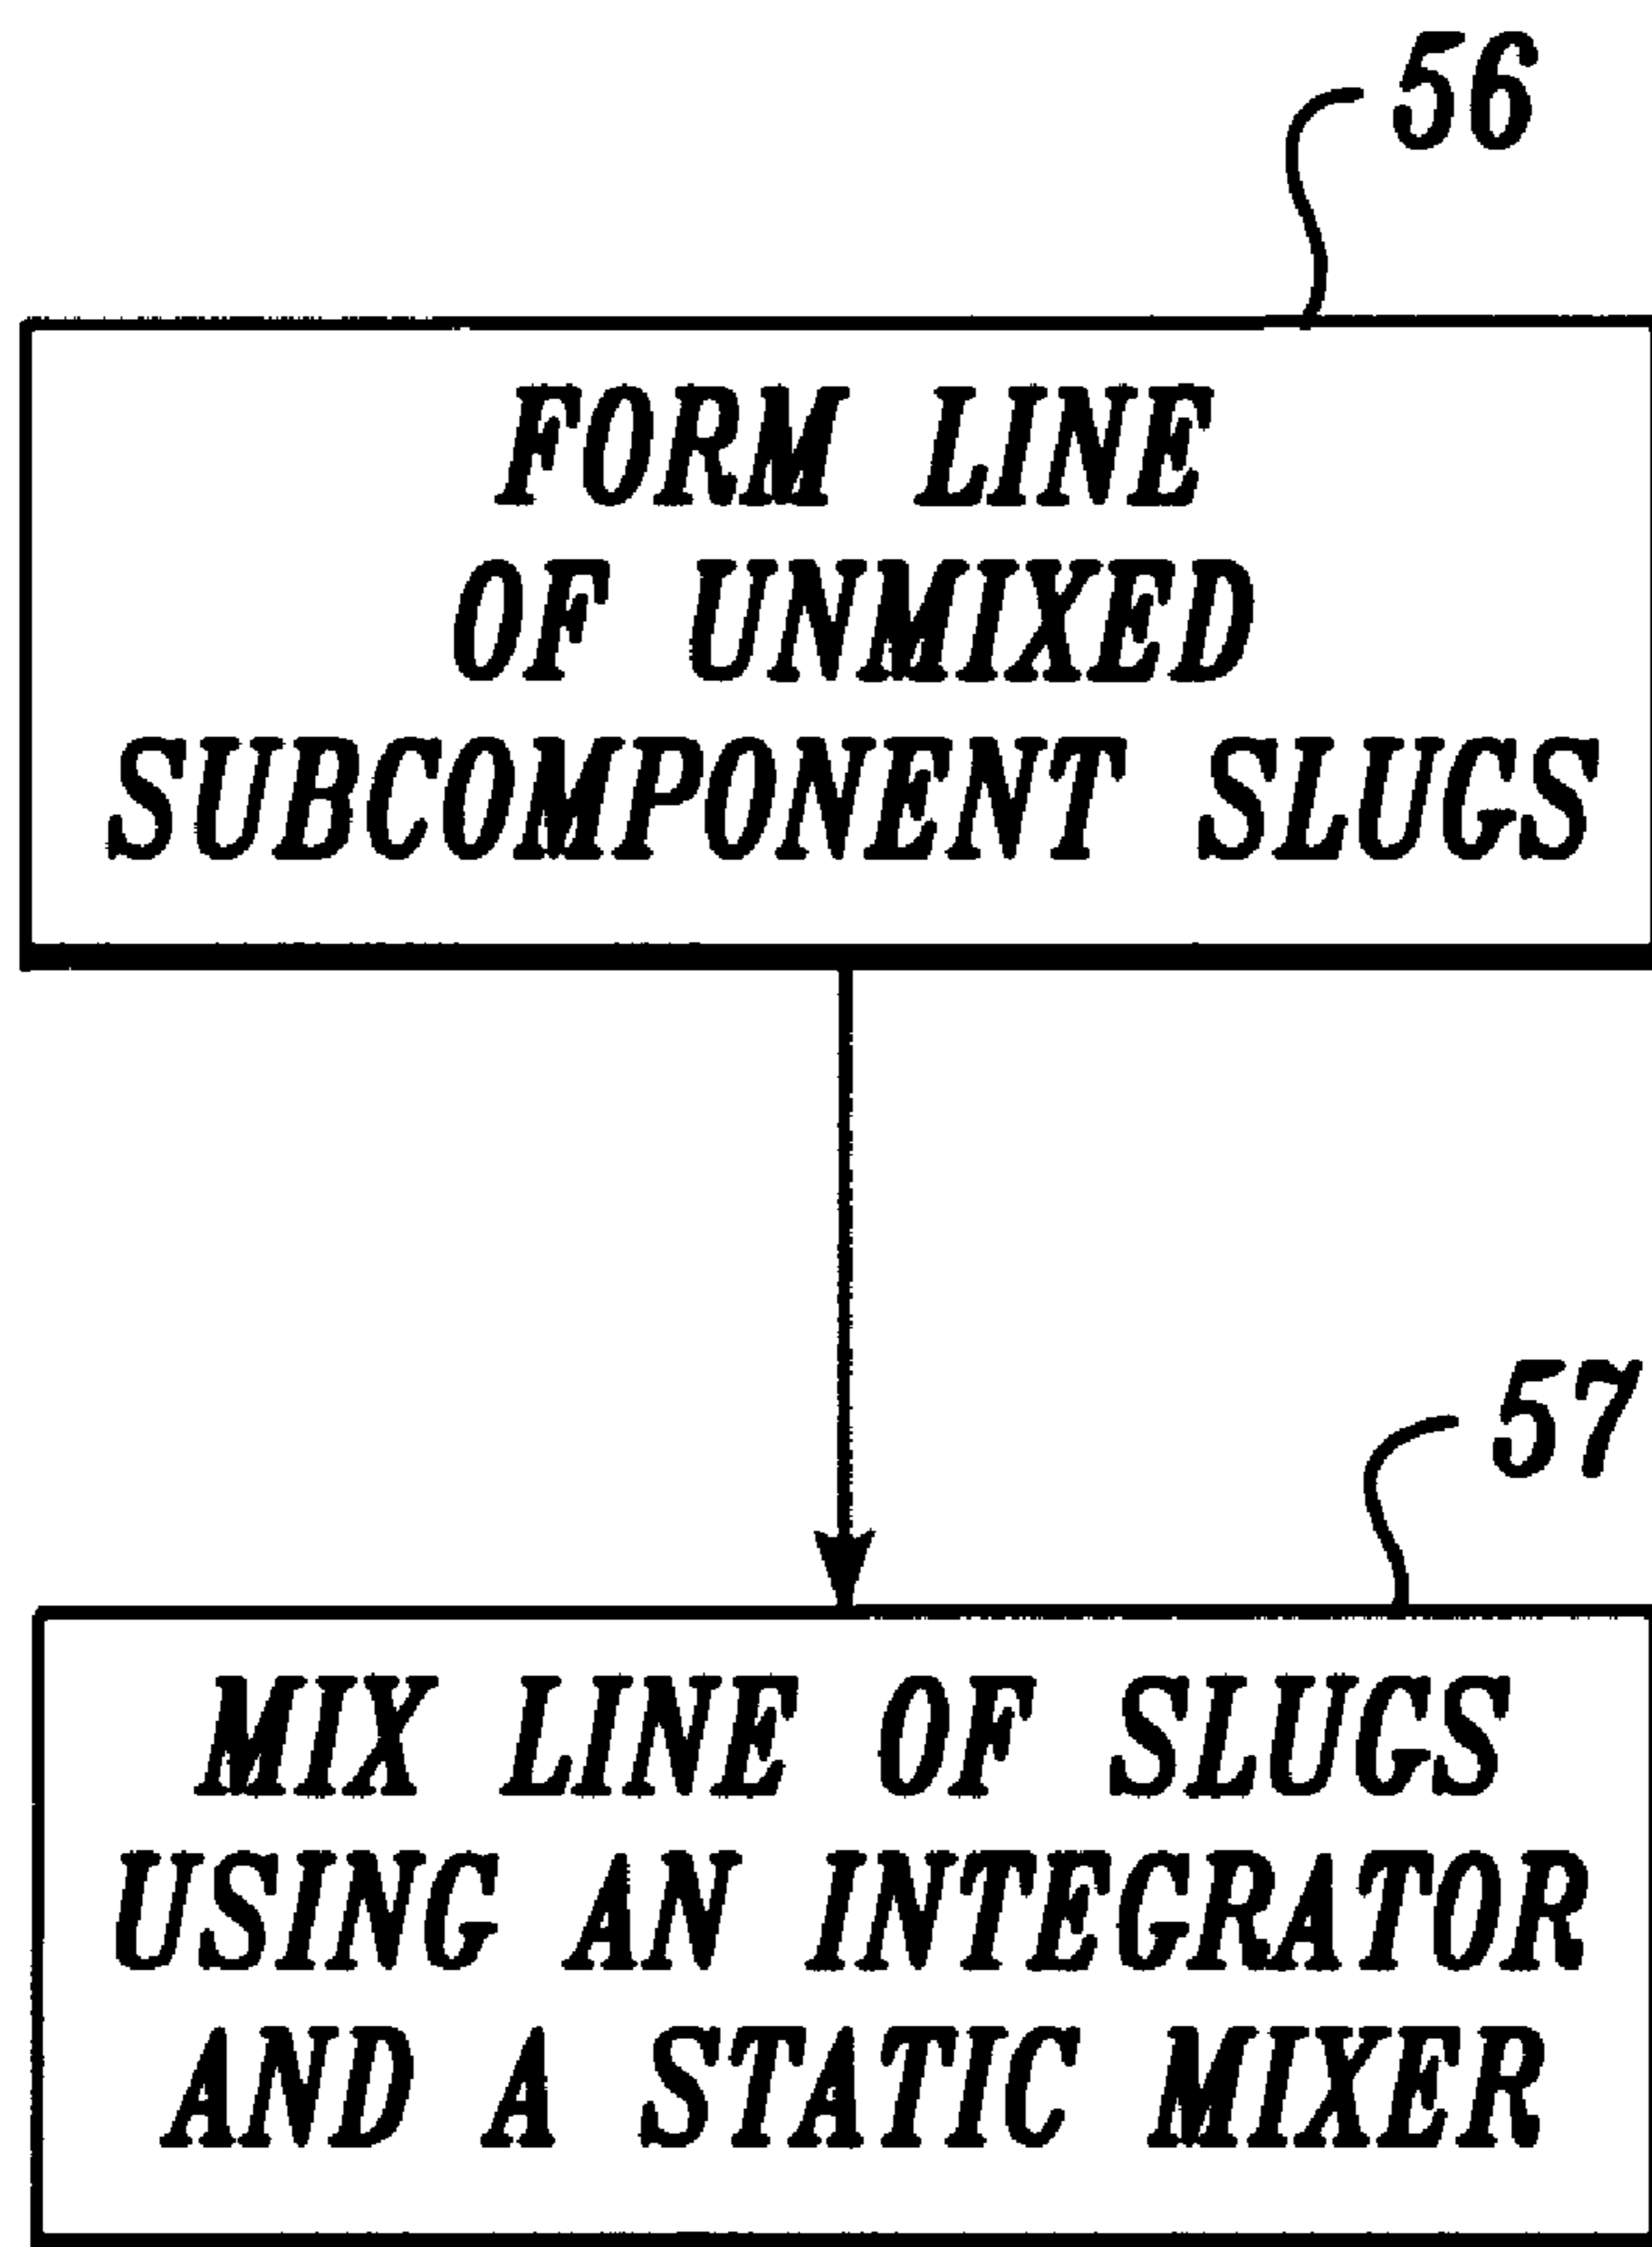 56
FORM LINE
OF UNMIXED
SUBCOMPONENT SLUGS
57
MIX LINE OF SLUGS
USING AN INTEGRATOR
AND A STATIC MIXER